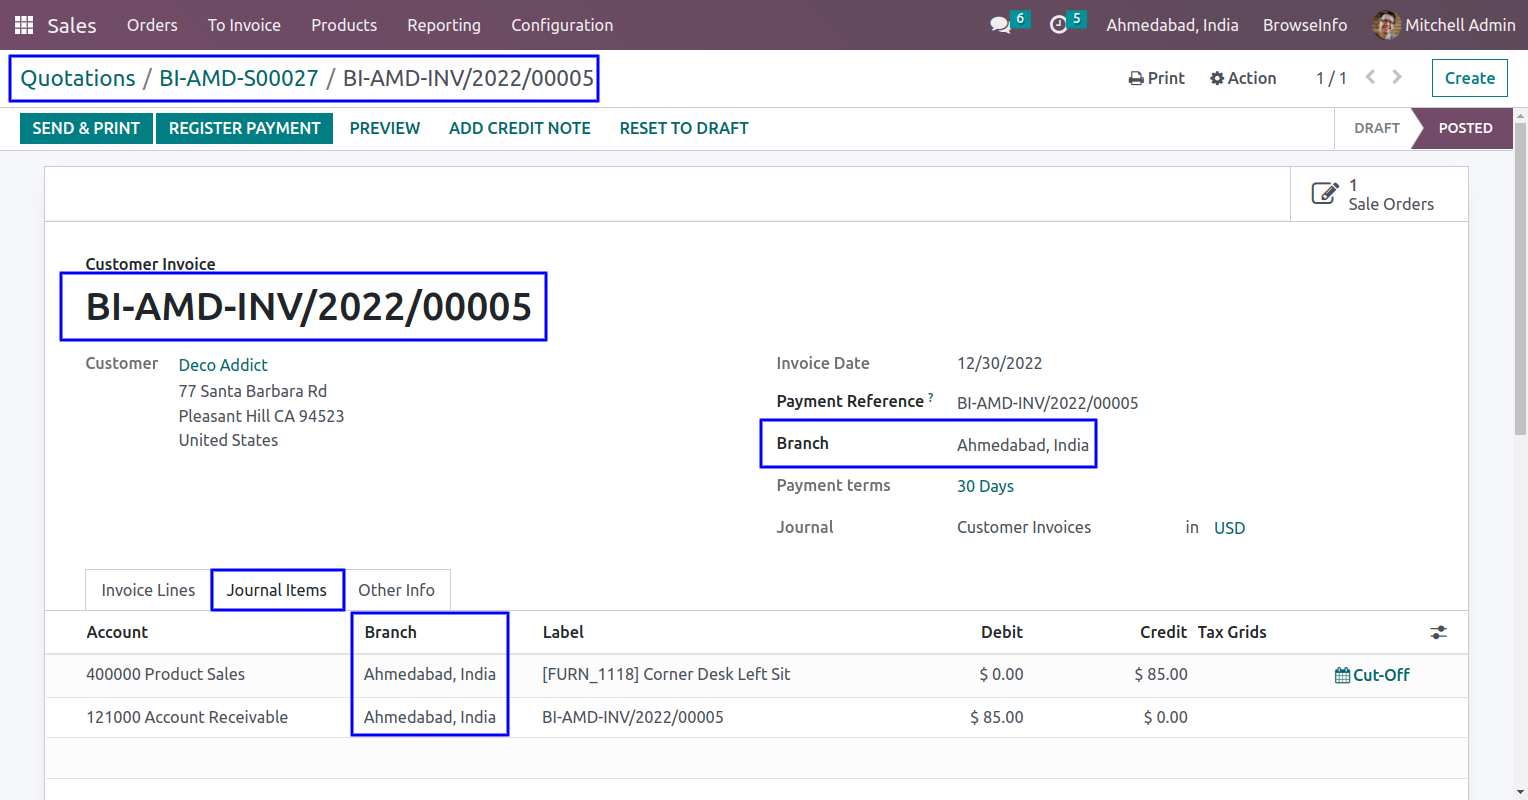 Sales Orders To Invoice Products Reporting Configuration 6 5 Ahmedabad, India BrowseInfo Mitchell Admin
Quotations / BI-AMD-S00027 / BI-AMD-INV/2022/00005 Print Action 1 / 1 Create
SEND & PRINT REGISTER PAYMENT PREVIEW ADD CREDIT NOTE RESET TO DRAFT DRAFT POSTED
1
Sale Orders
Customer Invoice
BI-AMD-INV/2022/00005
Customer Deco Addict
77 Santa Barbara Rd
Pleasant Hill CA 94523
United States
Invoice Date 12/30/2022
Payment Reference ? BI-AMD-INV/2022/00005
Branch Ahmedabad, India
Payment terms 30 Days
Journal Customer Invoices in USD
Invoice Lines Journal Items Other Info
Account Branch Label Debit Credit Tax Grids
400000 Product Sales Ahmedabad, India [FURN_1118] Corner Desk Left Sit $ 0.00 $ 85.00 Cut-Off
121000 Account Receivable Ahmedabad, India BI-AMD-INV/2022/00005 $ 85.00 $ 0.00